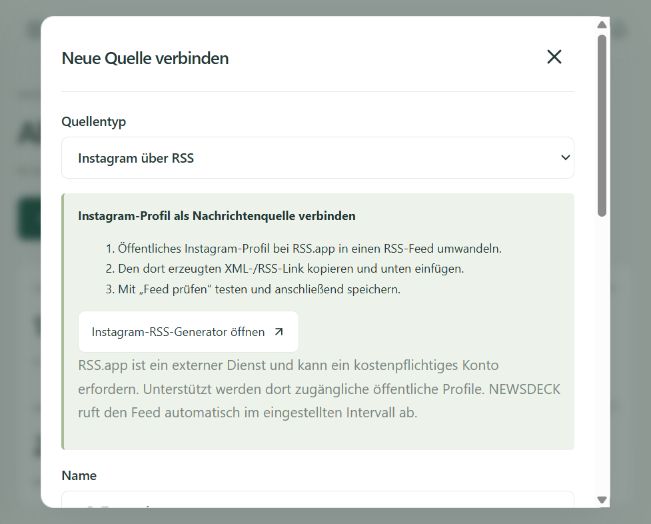 Neue Quelle verbinden
Quellentyp
Instagram über RSS
Instagram-Profil als Nachrichtenquelle verbinden
1. Öffentliches Instagram-Profil bei RSS.app in einen RSS-Feed umwandeln.
2. Den dort erzeugten XML-/RSS-Link kopieren und unten einfügen.
3. Mit „Feed prüfen“ testen und anschließend speichern.
Instagram-RSS-Generator öffnen
RSS.app ist ein externer Dienst und kann ein kostenpflichtiges Konto
erfordern. Unterstützt werden dort zugängliche öffentliche Profile. NEWSDECK
ruft den Feed automatisch im eingestellten Intervall ab.
Name